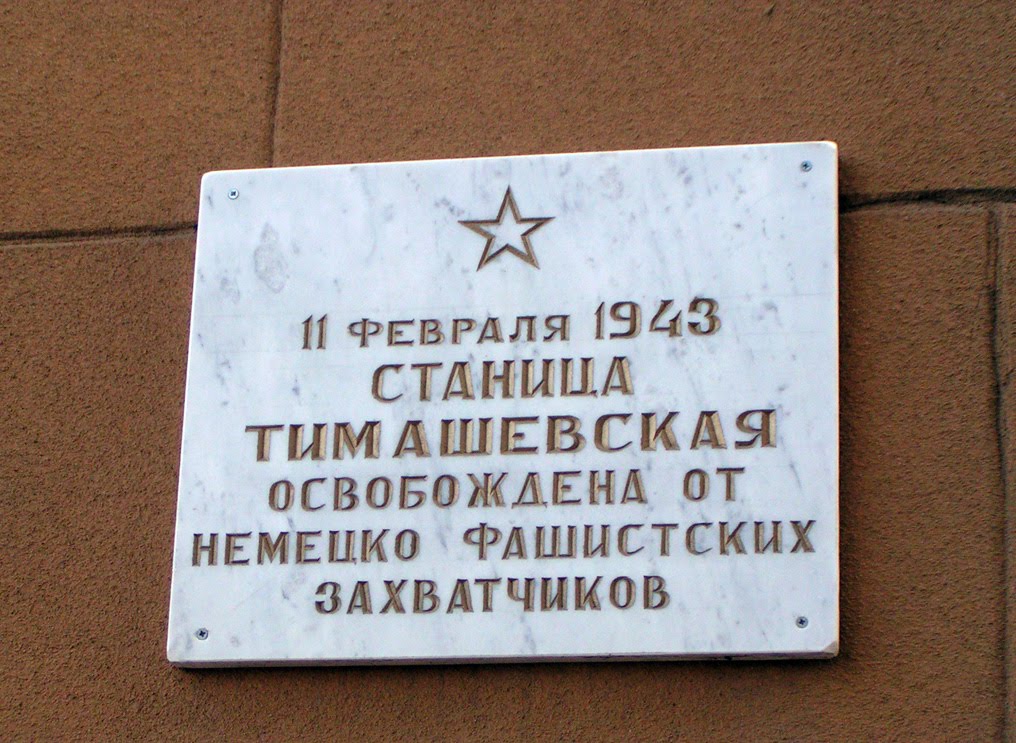 11 ФЕВРАЛЯ 1943
СТАНИЦА
ТИМАШЕВСКАЯ
ОСВОБОЖДЕНА ОТ
НЕМЕЦКО ФАШИСТСКИХ
ЗАХВАТЧИКОВ